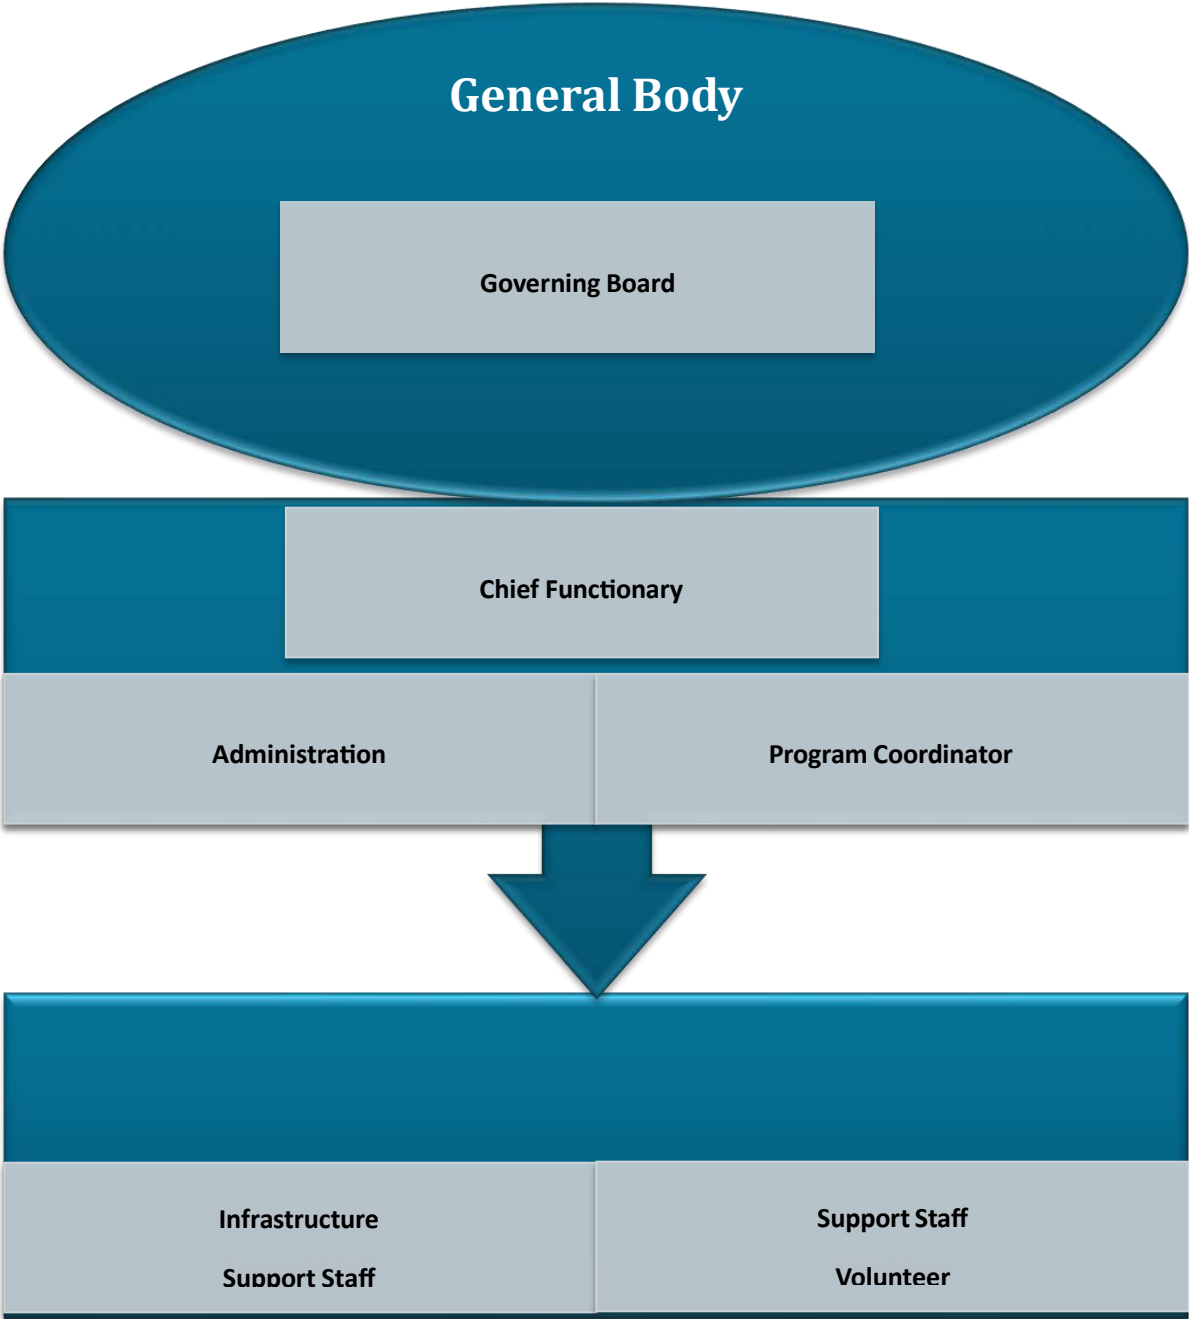 General Body
Governing Board
Chief Functionary
Administration
Program Coordinator
Infrastructure
Support Staff
Support Staff
Volunteer